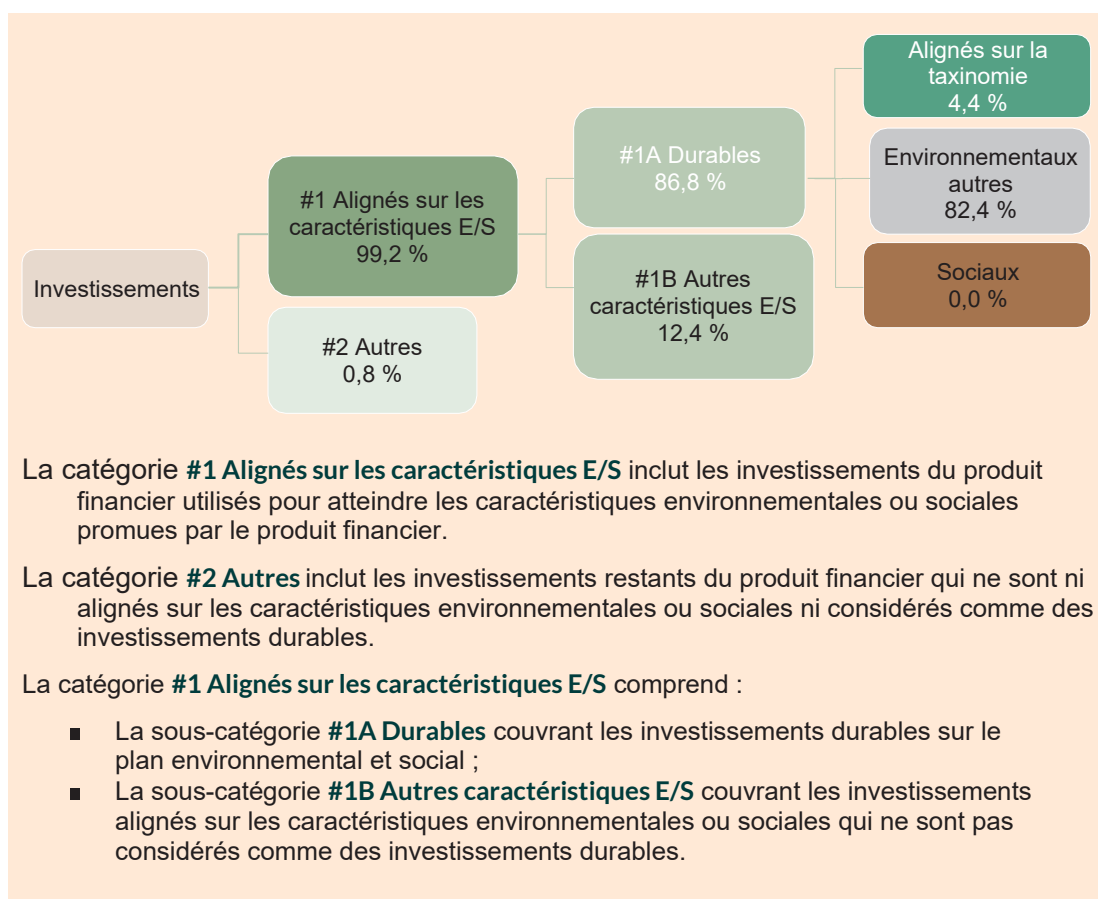 Investissements
#1 Alignés sur les
caractéristiques E/S
99,2 %
#2 Autres
0,8 %
#1A Durables
86,8 %
#1B Autres
caractéristiques E/S
12,4 %
Alignés sur la
taxinomie
4,4 %
Environnementaux
autres
82,4 %
Sociaux
0,0 %
La catégorie #1 Alignés sur les caractéristiques E/S inclut les investissements du produit
financier utilisés pour atteindre les caractéristiques environnementales ou sociales
promues par le produit financier.
La catégorie #2 Autres inclut les investissements restants du produit financier qui ne sont ni
alignés sur les caractéristiques environnementales ou sociales ni considérés comme des
investissements durables.
La catégorie #1 Alignés sur les caractéristiques E/S comprend :
▪ La sous-catégorie #1A Durables couvrant les investissements durables sur le
plan environnemental et social ;
▪ La sous-catégorie #1B Autres caractéristiques E/S couvrant les investissements
alignés sur les caractéristiques environnementales ou sociales qui ne sont pas
considérés comme des investissements durables.